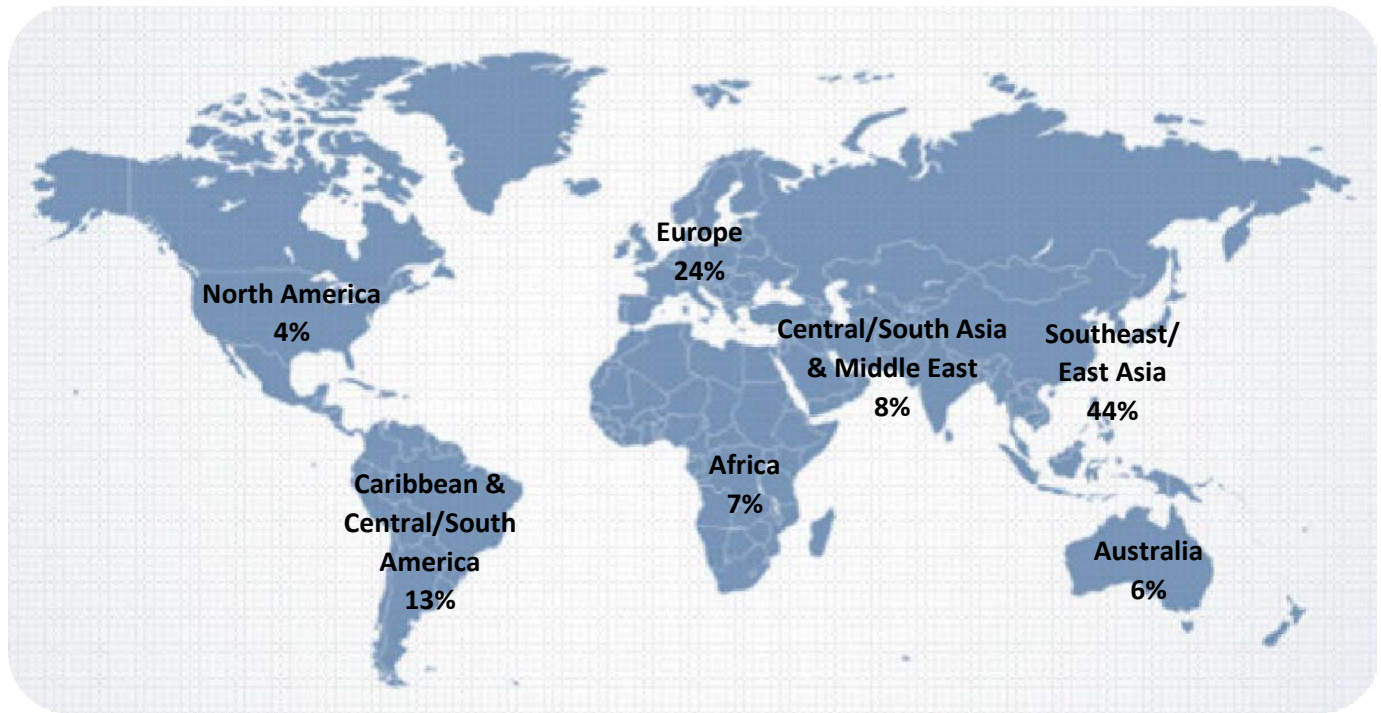 Europe
24%
North America
4%
Central/South Asia
& Middle East
8%
Southeast/
East Asia
44%
Africa
7%
Caribbean &
Central/South
America
13%
Australia
6%